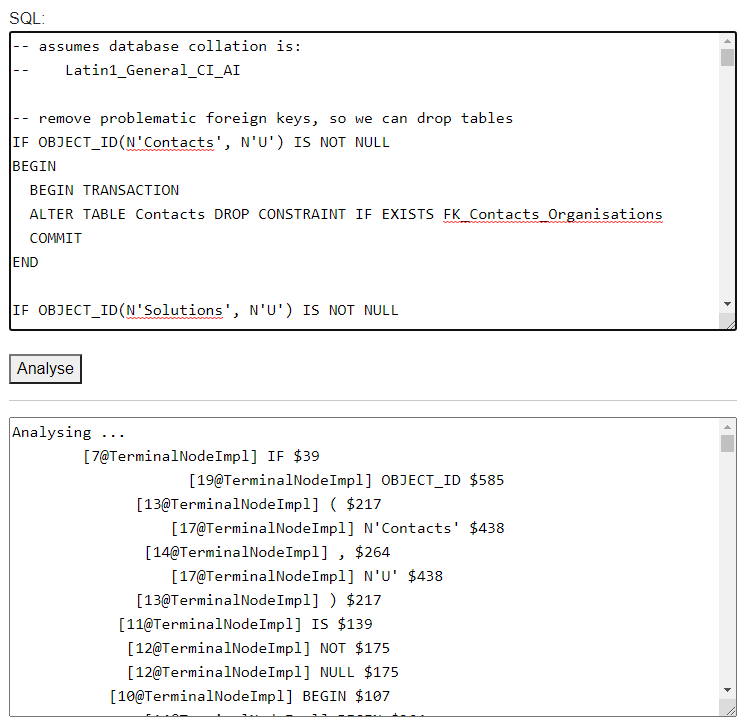 SQL:
-- assumes database collation is:
--    Latin1_General_CI_AI
-- remove problematic foreign keys, so we can drop tables
IF OBJECT_ID(N'Contacts', N'U') IS NOT NULL
BEGIN
  BEGIN TRANSACTION
  ALTER TABLE Contacts DROP CONSTRAINT IF EXISTS FK_Contacts_Organisations
  COMMIT
END
IF OBJECT_ID(N'Solutions', N'U') IS NOT NULL
Analyse
Analysing ...
[7@TerminalNodeImpl] IF $39
[19@TerminalNodeImpl] OBJECT_ID $585
[13@TerminalNodeImpl] ( $217
[17@TerminalNodeImpl] N'Contacts' $438
[14@TerminalNodeImpl] , $264
[17@TerminalNodeImpl] N'U' $438
[13@TerminalNodeImpl] ) $217
[11@TerminalNodeImpl] IS $139
[12@TerminalNodeImpl] NOT $175
[12@TerminalNodeImpl] NULL $175
[10@TerminalNodeImpl] BEGIN $107